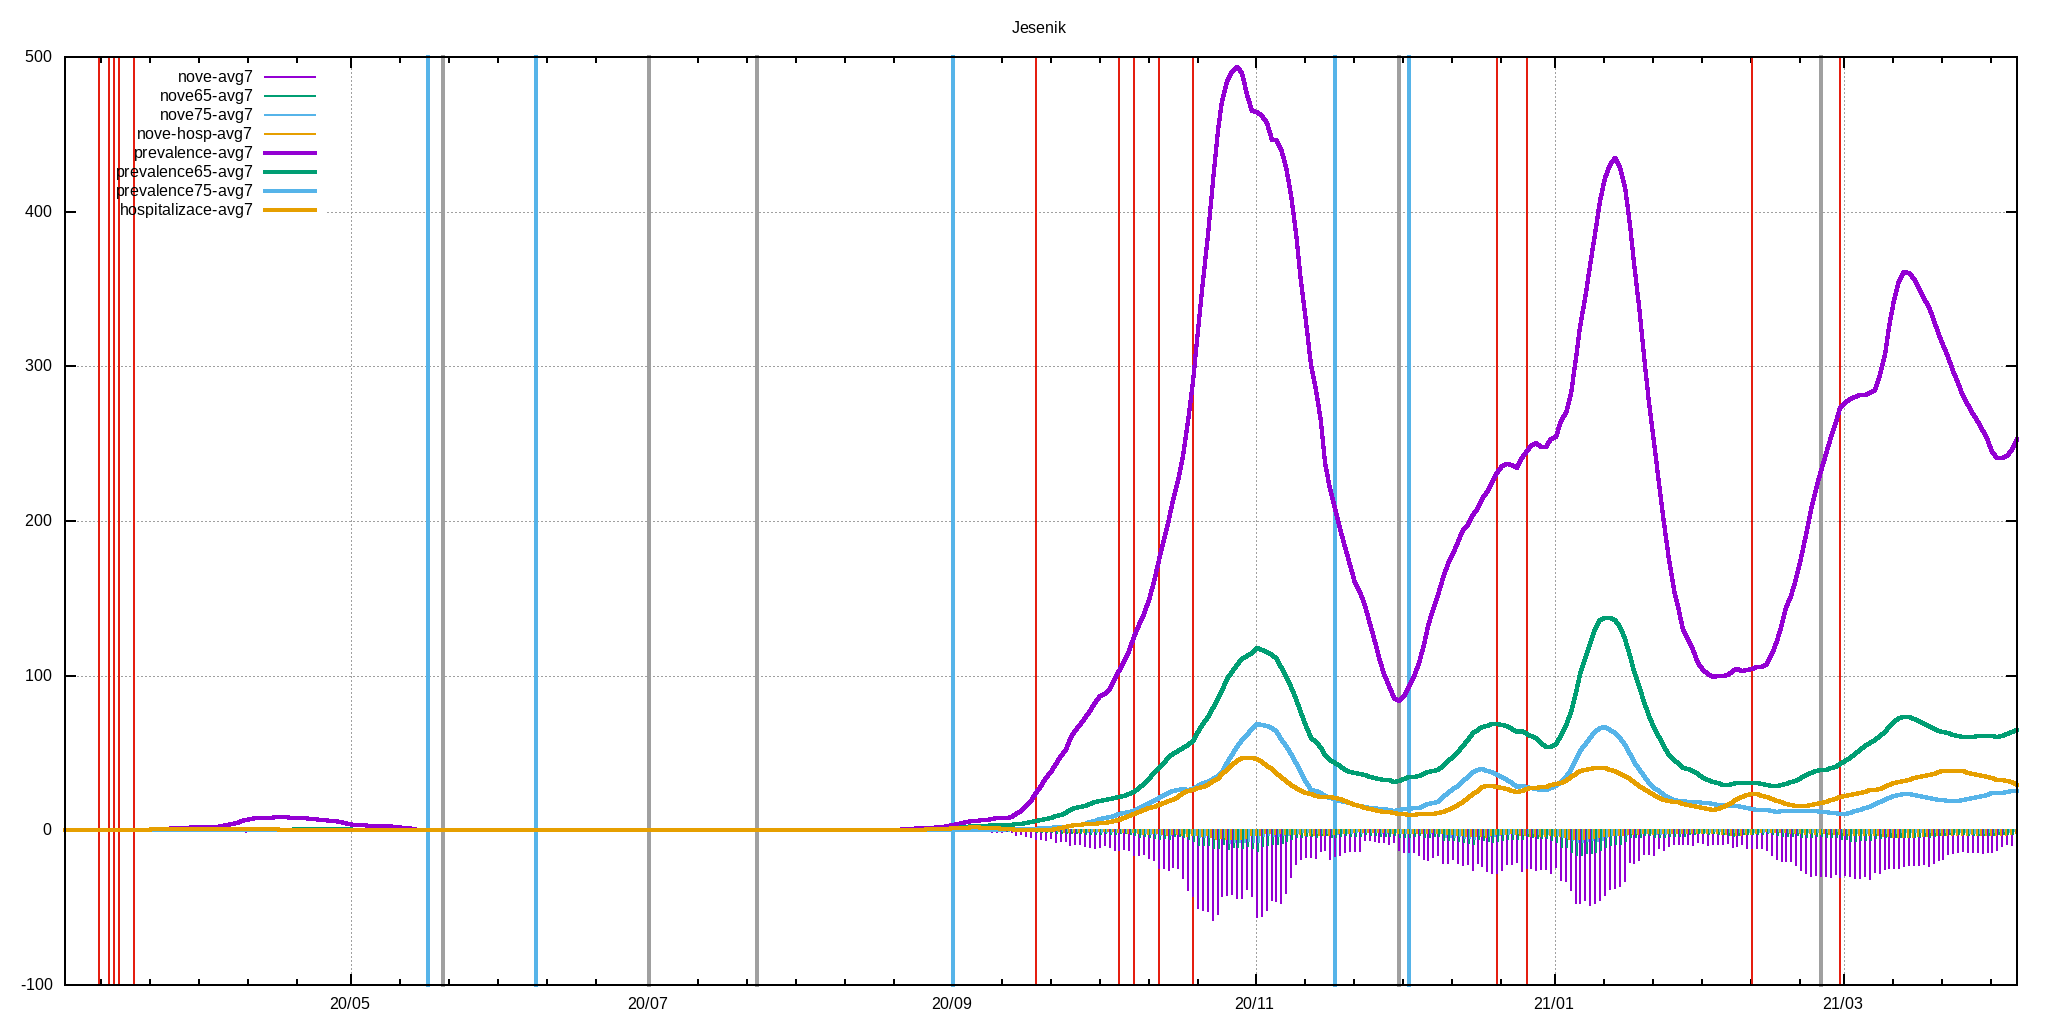 Jesenik
500
400
300
200
100
0
-100
nove-avg7
nove65-avg7
nove75-avg7
nove-hosp-avg7
prevalence-avg7
prevalence65-avg7
prevalence75-avg7
hospitalizace-avg7
20/05 20/07 20/09 20/11 21/01 21/03